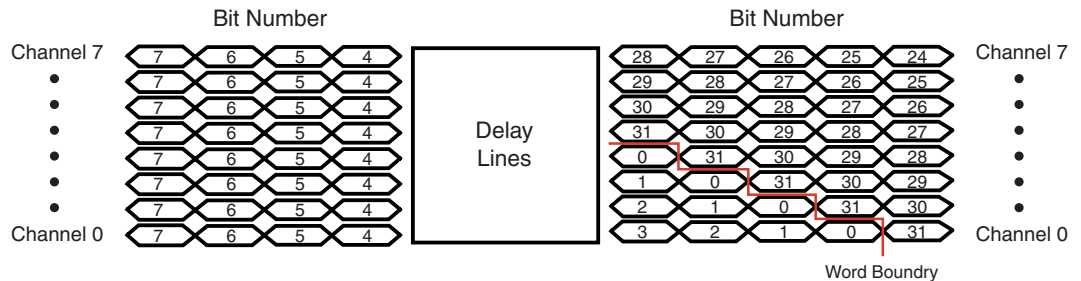 Bit Number Bit Number
Channel 7 7 6 5 4 28 27 26 25 24 Channel 7
7 6 5 4 29 28 27 26 25
7 6 5 4 30 29 28 27 26
7 6 5 4 31 30 29 28 27
Delay
Lines
7 6 5 4 0 31 30 29 28
7 6 5 4 1 0 31 30 29
7 6 5 4 2 1 0 31 30
Channel 0 7 6 5 4 3 2 1 0 31 Channel 0
Word Boundry